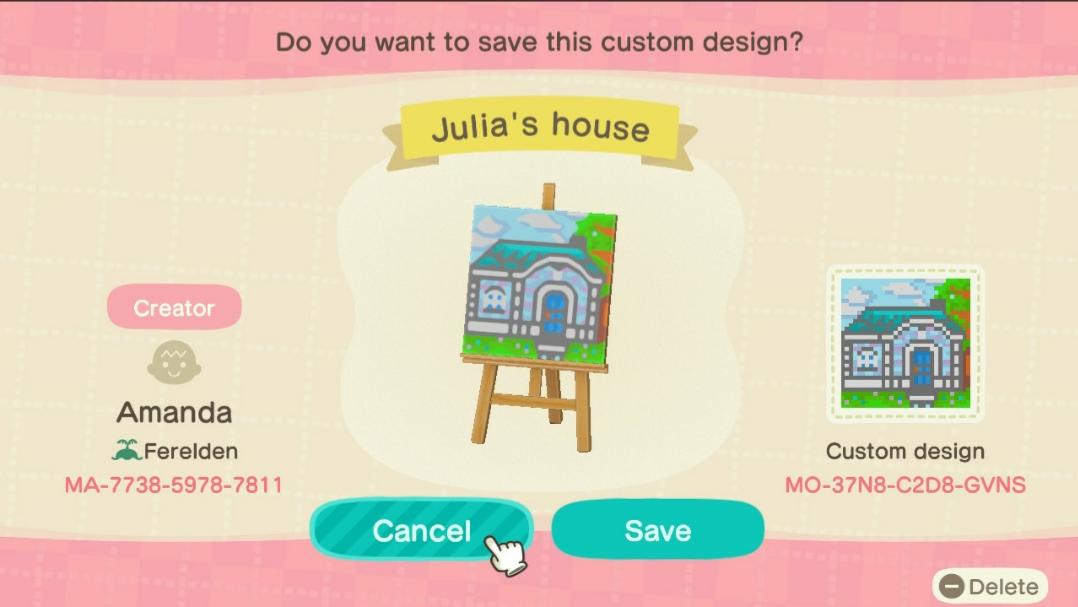 Do you want to save this custom design?
Julia's house
Creator
Amanda
Ferelden
MA-7738-5978-7811
Custom design
MO-37N8-C2D8-GVNS
Cancel
Save
Delete